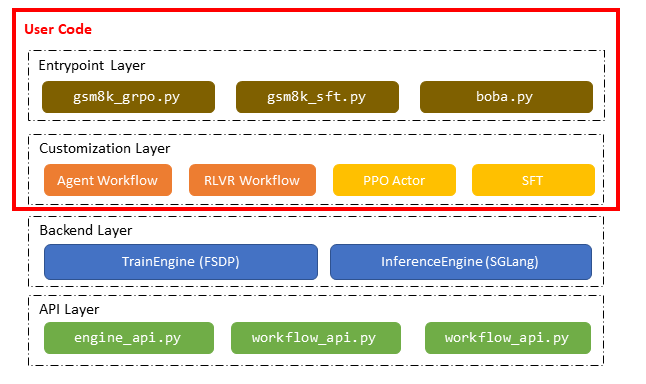 User Code
Entrypoint Layer
gsm8k_grpo.py gsm8k_sft.py boba.py
Customization Layer
Agent Workflow RLVR Workflow PPO Actor SFT
Backend Layer
TrainEngine (FSDP) InferenceEngine (SGLang)
API Layer
engine_api.py workflow_api.py workflow_api.py